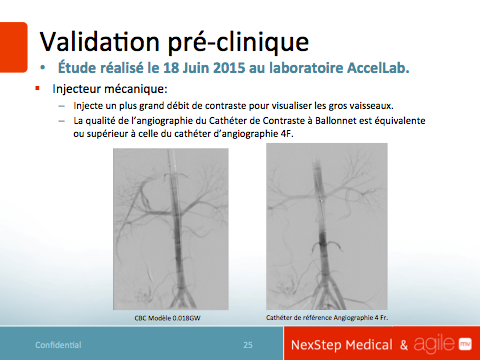 Validation pré-clinique
• Étude réalisé le 18 Juin 2015 au laboratoire AccelLab.
▪ Injecteur mécanique:
– Injecte un plus grand débit de contraste pour visualiser les gros vaisseaux.
– La qualité de l'angiographie du Cathéter de Contraste à Ballonnet est équivalente
ou supérior à celle du cathéter d'angiographie 4F.
CBC Modèle 0.018GW
Cathéter de référence Angiographie 4 Fr.
Confidential
25
NexStep Medical & agile mv